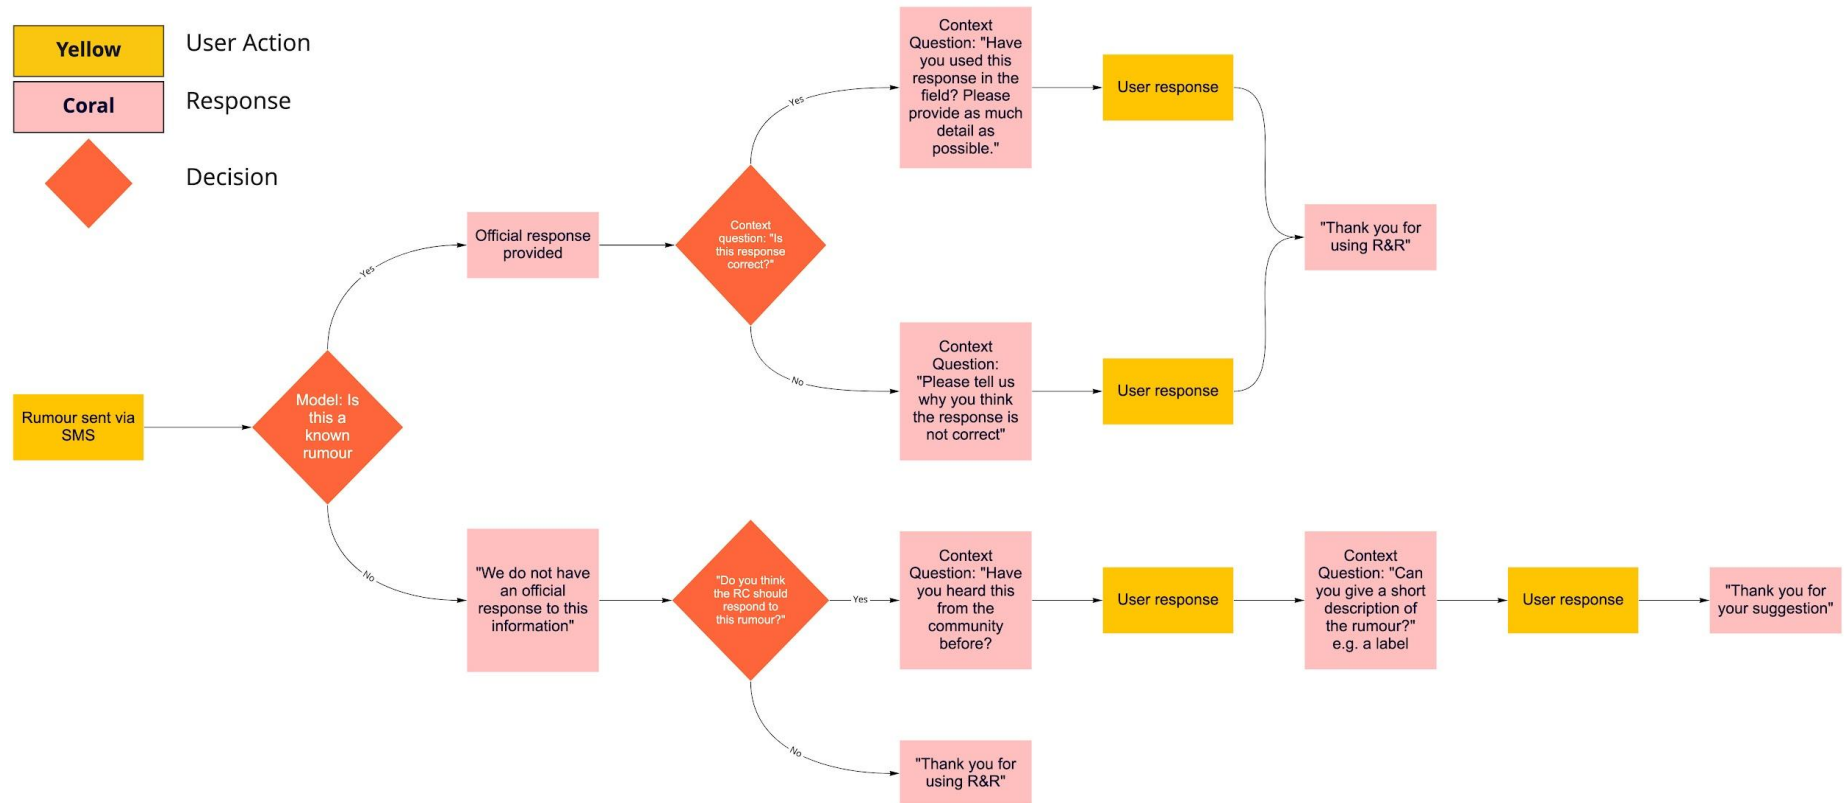 Yellow
User Action
Coral
Response
Decision
Rumour sent via
SMS
Model: Is
this a
known
rumour
Yes
No
Official response
provided
Context
question: "Is
this response
correct?"
Yes
No
Context
Question: "Have
you used this
response in the
field? Please
provide as much
detail as
possible."
User response
Context
Question:
"Please tell us
why you think
the response is
not correct"
User response
"Thank you for
using R&R"
"We do not have
an official
response to this
information"
"Do you think
the RC should
respond to
this rumour?"
Yes
No
Context
Question: "Have
you heard this
from the
community
before?
User response
Context
Question: "Can
you give a short
description of
the rumour?"
e.g. a label
User response
"Thank you for
your suggestion"
"Thank you for
using R&R"